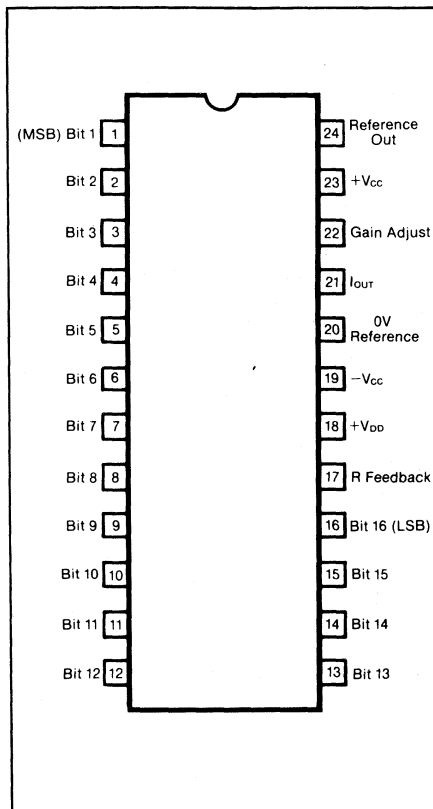 (MSB) Bit 1 1
Bit 2 2
Bit 3 3
Bit 4 4
Bit 5 5
Bit 6 6
Bit 7 7
Bit 8 8
Bit 9 9
Bit 10 10
Bit 11 11
Bit 12 12
24 Reference
Out
23 +VCC
22 Gain Adjust
21 IOUT
20 0V
Reference
19 −VCC
18 +VDD
17 R Feedback
16 Bit 16 (LSB)
15 Bit 15
14 Bit 14
13 Bit 13